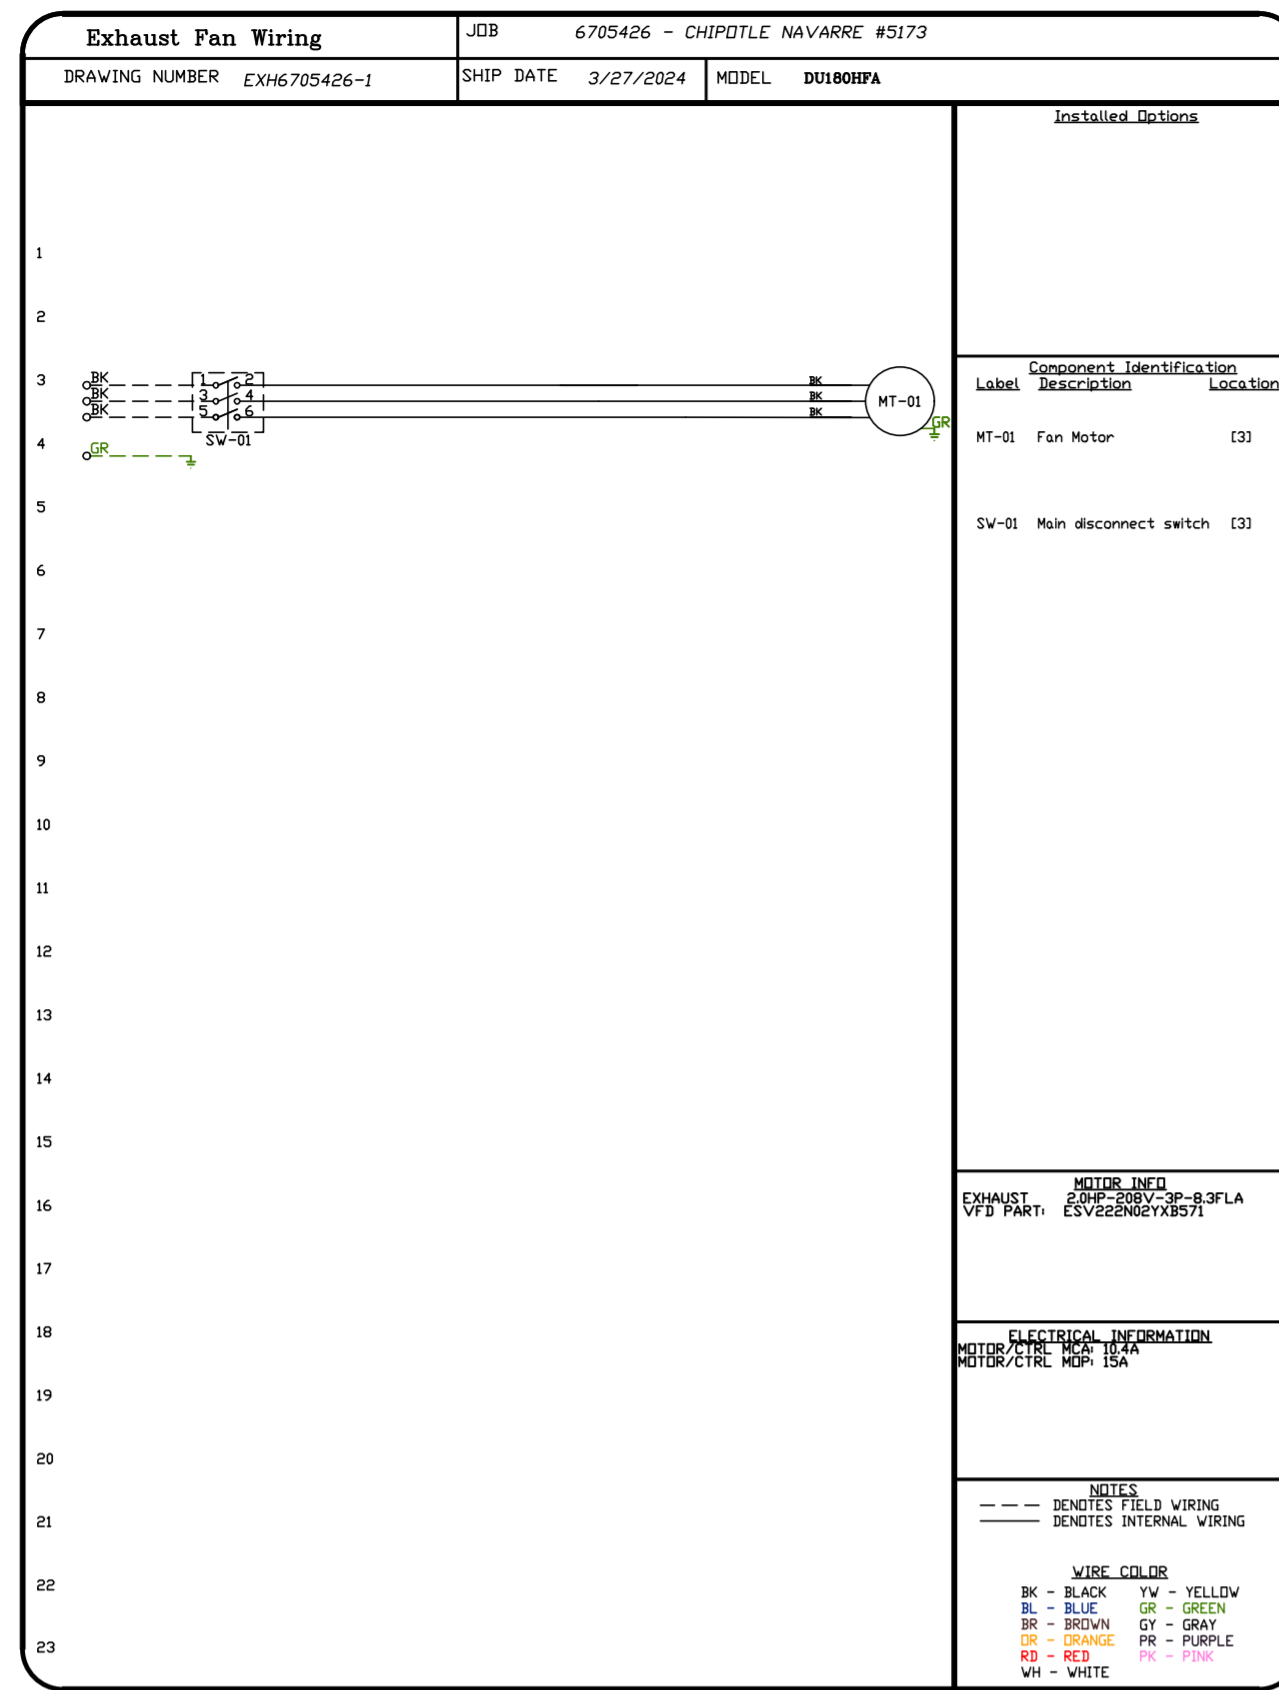 Exhaust Fan Wiring
JOB 6705426 - CHIPOTLE NAVARRE #5173
DRAWING NUMBER EXH6705426-1
SHIP DATE 3/27/2024
MODEL DU180HFA
Installed Options
1
2
3
BK
BK
BK
1 2
3 4
5 6
SW-01
BK
BK
BK
MT-01
GR
4
GR
5
6
7
8
9
10
11
12
13
14
15
16
17
18
19
20
21
22
23
Component Identification
Label Description Location
MT-01 Fan Motor [3]
SW-01 Main disconnect switch [3]
MOTOR INFO
EXHAUST 2.0HP-208V-3P-8.3FLA
VFD PART: ESV222N02YXB571
ELECTRICAL INFORMATION
MOTOR/CTRL MCA: 10.4A
MOTOR/CTRL MOP: 15A
NOTES
DENOTES FIELD WIRING
DENOTES INTERNAL WIRING
WIRE COLOR
BK - BLACK YW - YELLOW
BL - BLUE GR - GREEN
BR - BROWN GY - GRAY
OR - ORANGE PR - PURPLE
RD - RED PK - PINK
WH - WHITE